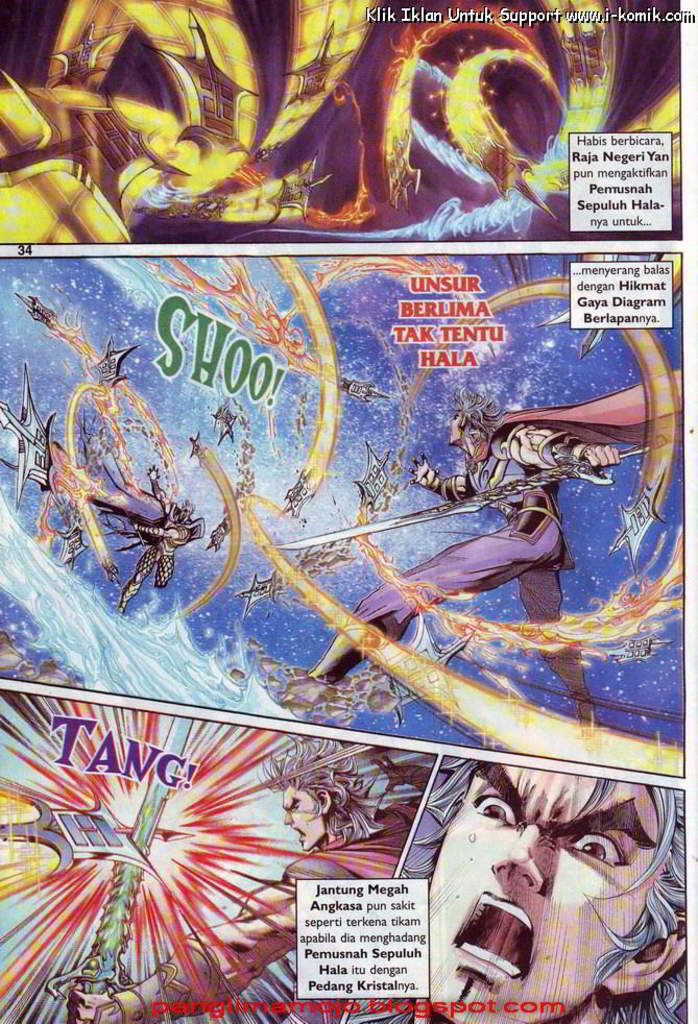 Klik Iklan Untuk Support www.i-komik.com
Habis berbicara,
Raja Negeri Yan
pun mengaktifkan
Pemusnah
Sepuluh Hala-
nya untuk...
34
...menyerang balas
dengan Hikmat
Gaya Diagram
Berlapannya.
UNSUR
BERLIMA
TAK TENTU
HALA
SHOO!
TANG!
Jantung Megah
Angkasa pun sakit
seperti terkena tikam
apabila dia menghadang
Pemusnah Sepuluh
Hala itu dengan
Pedang Kristalnya.
panglimamojo.blogspot.com